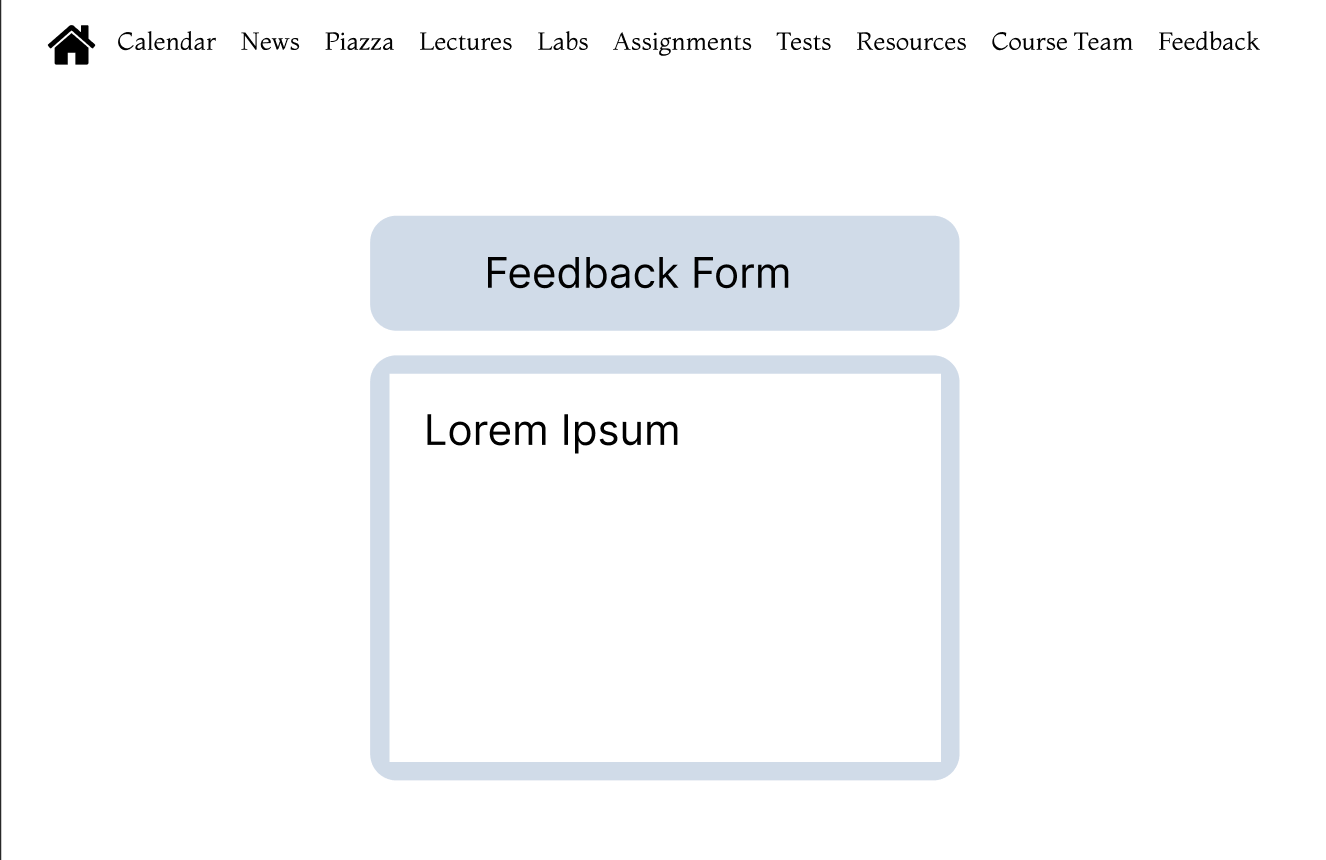 Calendar News Piazza Lectures Labs Assignments Tests Resources Course Team Feedback
Feedback Form
Lorem Ipsum